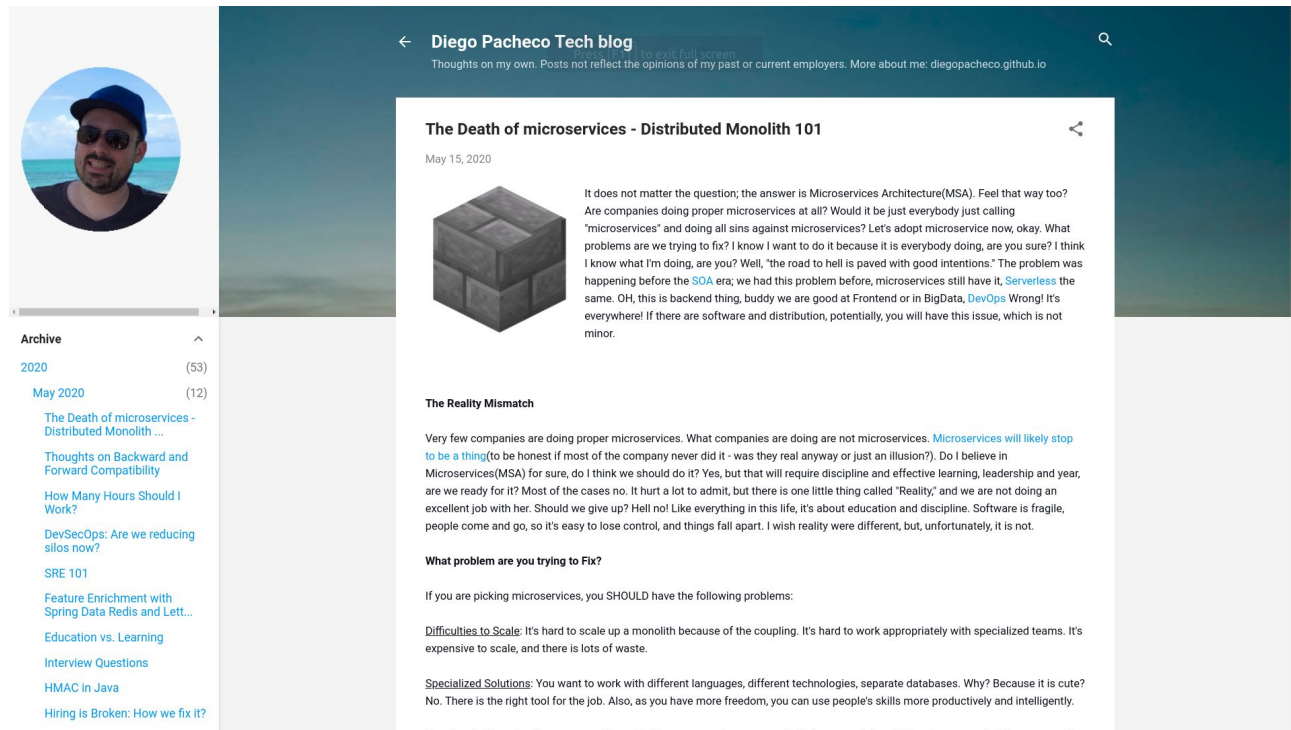 Diego Pacheco Tech blog
Press F11 to exit full screen
Thoughts on my own. Posts not reflect the opinions of my past or current employers. More about me: diegopacheco.github.io
The Death of microservices - Distributed Monolith 101
May 15, 2020
It does not matter the question; the answer is Microservices Architecture(MSA). Feel that way too?
Are companies doing proper microservices at all? Would it be just everybody just calling
"microservices" and doing all sins against microservices? Let's adopt microservice now, okay. What
problems are we trying to fix? I know I want to do it because it is everybody doing, are you sure? I think
I know what I'm doing, are you? Well, "the road to hell is paved with good intentions." The problem was
happening before the SOA era; we had this problem before, microservices still have it, Serverless the
same. OH, this is backend thing, buddy we are good at Frontend or in BigData, DevOps Wrong! It's
everywhere! If there are software and distribution, potentially, you will have this issue, which is not
minor.
The Reality Mismatch
Very few companies are doing proper microservices. What companies are doing are not microservices. Microservices will likely stop
to be a thing(to be honest if most of the company never did it - was they real anyway or just an illusion?). Do I believe in
Microservices(MSA) for sure, do I think we should do it? Yes, but that will require discipline and effective learning, leadership and year,
are we ready for it? Most of the cases no. It hurt a lot to admit, but there is one little thing called "Reality," and we are not doing an
excellent job with her. Should we give up? Hell no! Like everything in this life, it's about education and discipline. Software is fragile,
people come and go, so it's easy to lose control, and things fall apart. I wish reality were different, but, unfortunately, it is not.
What problem are you trying to Fix?
If you are picking microservices, you SHOULD have the following problems:
Difficulties to Scale: It's hard to scale up a monolith because of the coupling. It's hard to work appropriately with specialized teams. It's
expensive to scale, and there is lots of waste.
Specialized Solutions: You want to work with different languages, different technologies, separate databases. Why? Because it is cute?
No. There is the right tool for the job. Also, as you have more freedom, you can use people's skills more productively and intelligently.
Archive
2020 (53)
May 2020 (12)
The Death of microservices -
Distributed Monolith ...
Thoughts on Backward and
Forward Compatibility
How Many Hours Should I
Work?
DevSecOps: Are we reducing
silos now?
SRE 101
Feature Enrichment with
Spring Data Redis and Lett...
Education vs. Learning
Interview Questions
HMAC in Java
Hiring is Broken: How we fix it?